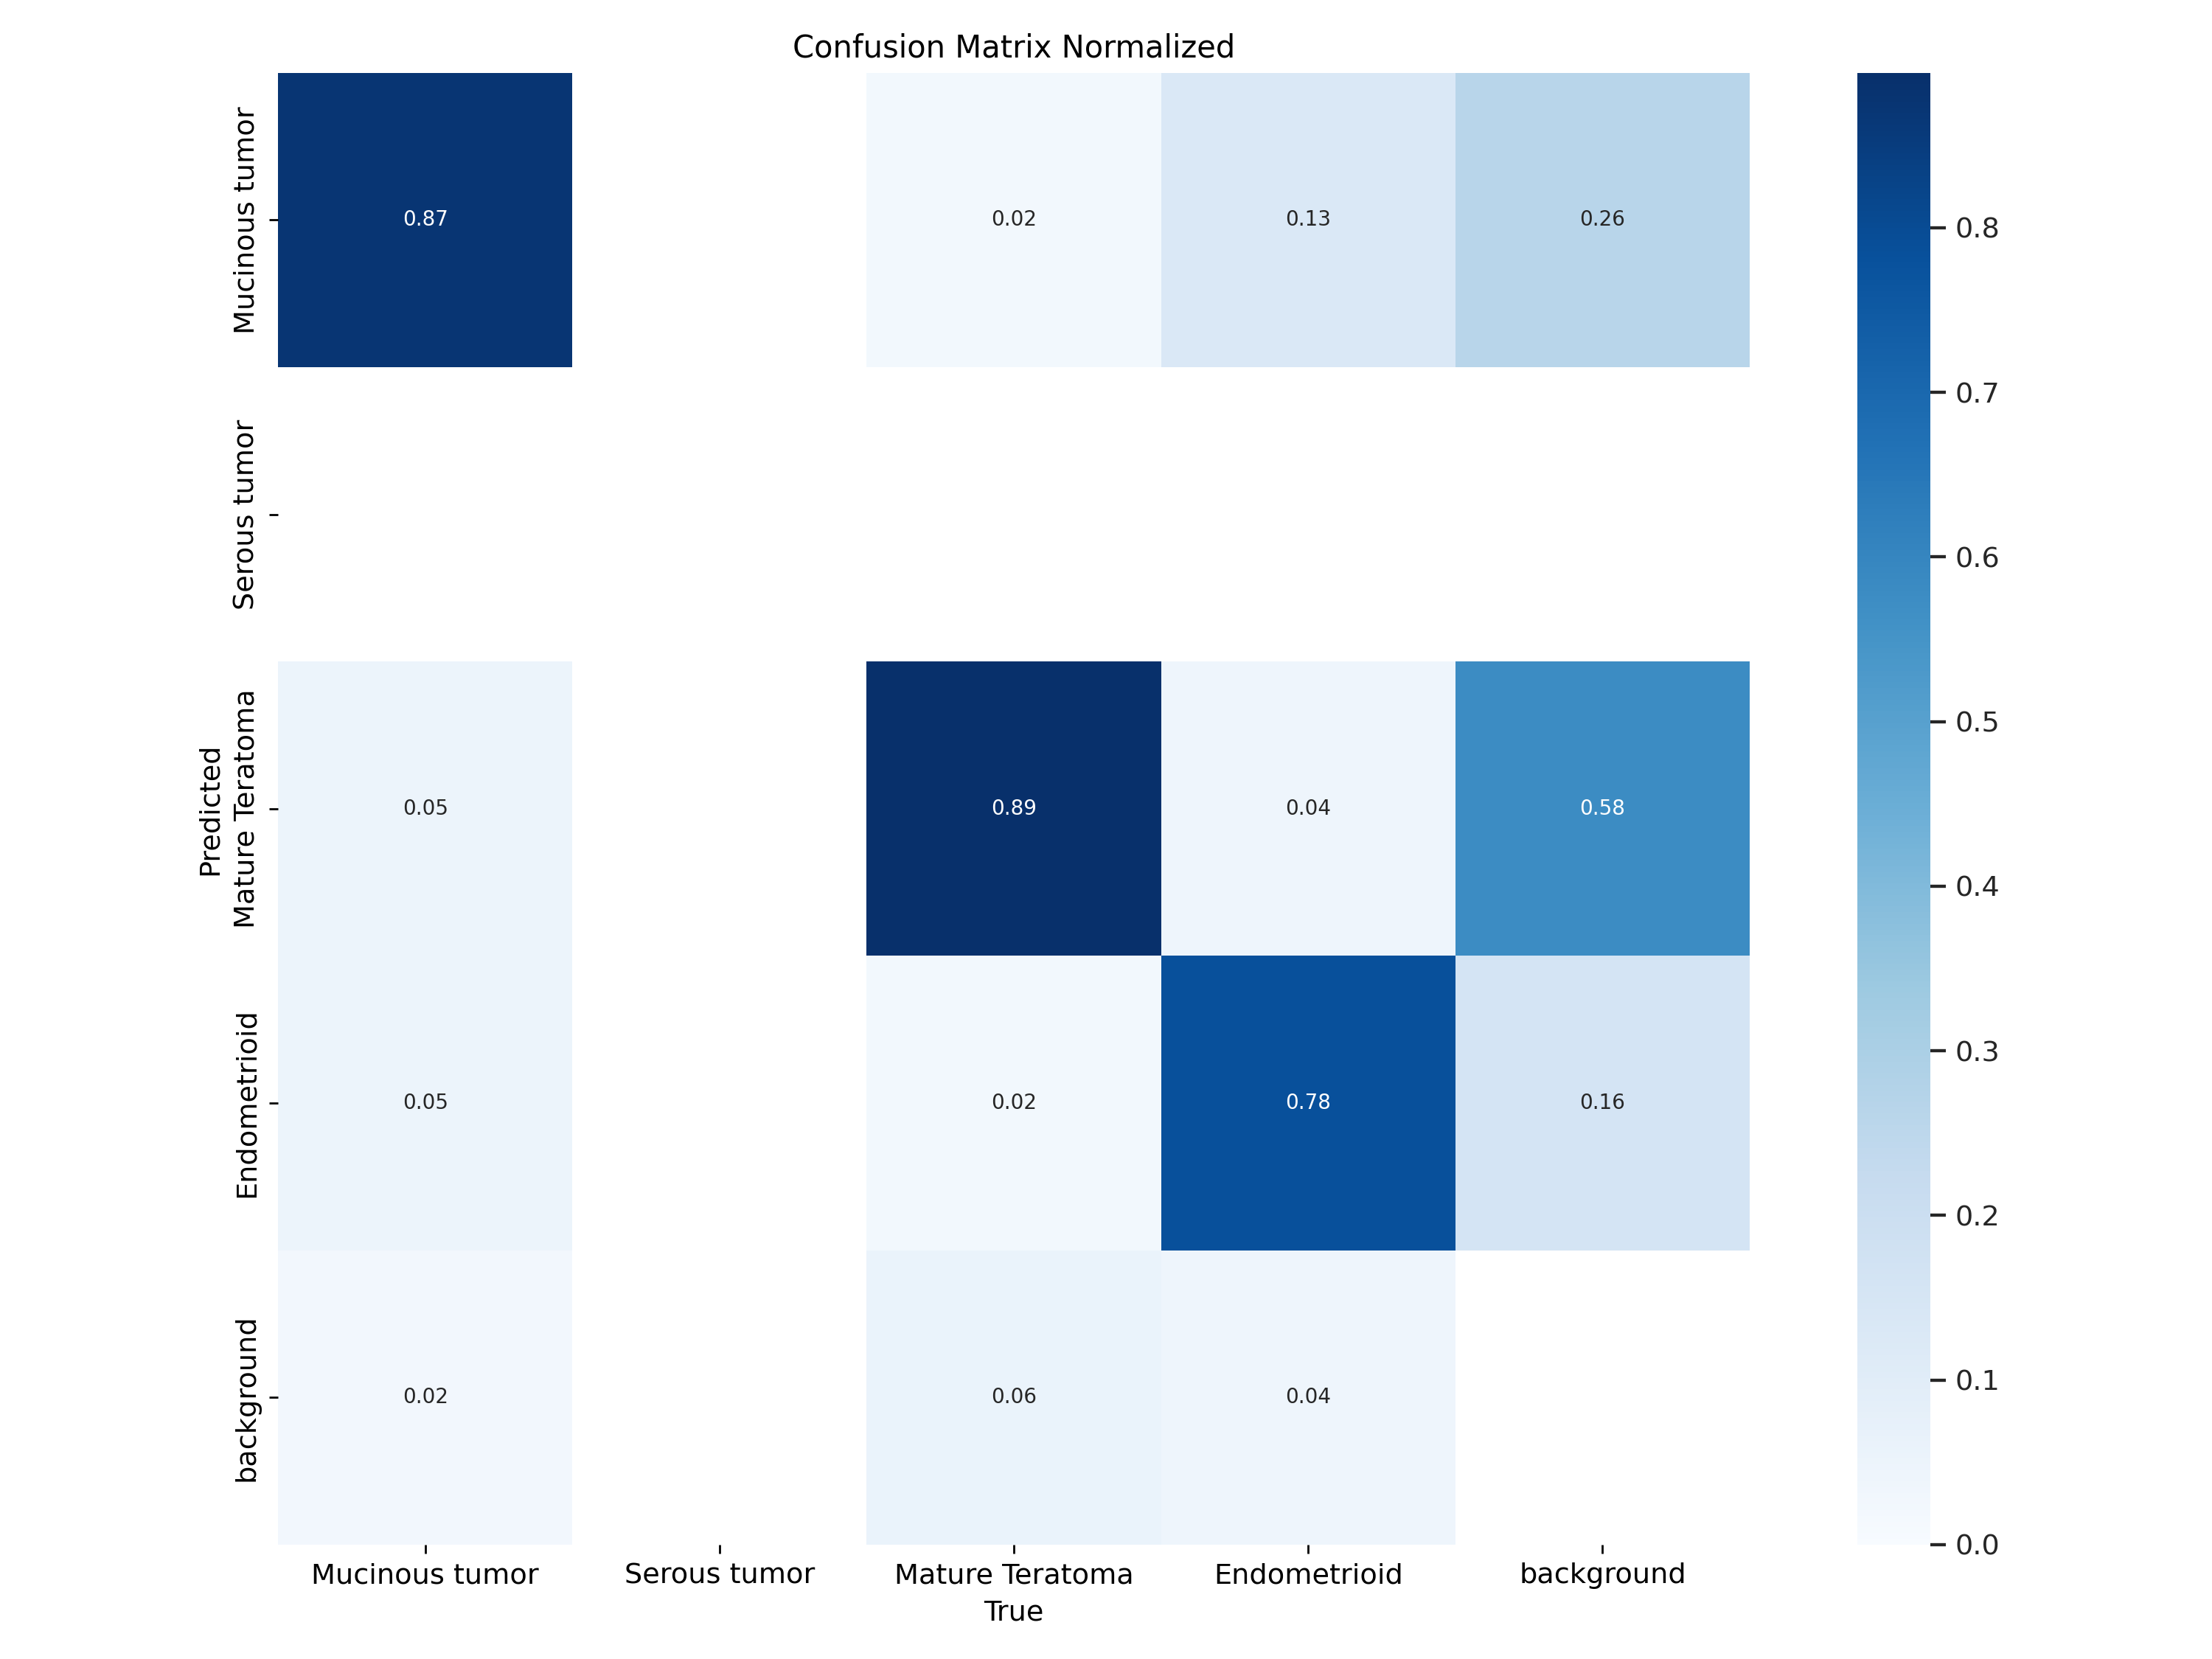 Confusion Matrix Normalized
Mucinous tumor
0.87
0.02
0.13
0.26
Serous tumor
Predicted
Mature Teratoma
0.05
0.89
0.04
0.58
Endometrioid
0.05
0.02
0.78
0.16
background
0.02
0.06
0.04
Mucinous tumor
Serous tumor
Mature Teratoma
Endometrioid
background
True
0.8
0.7
0.6
0.5
0.4
0.3
0.2
0.1
0.0